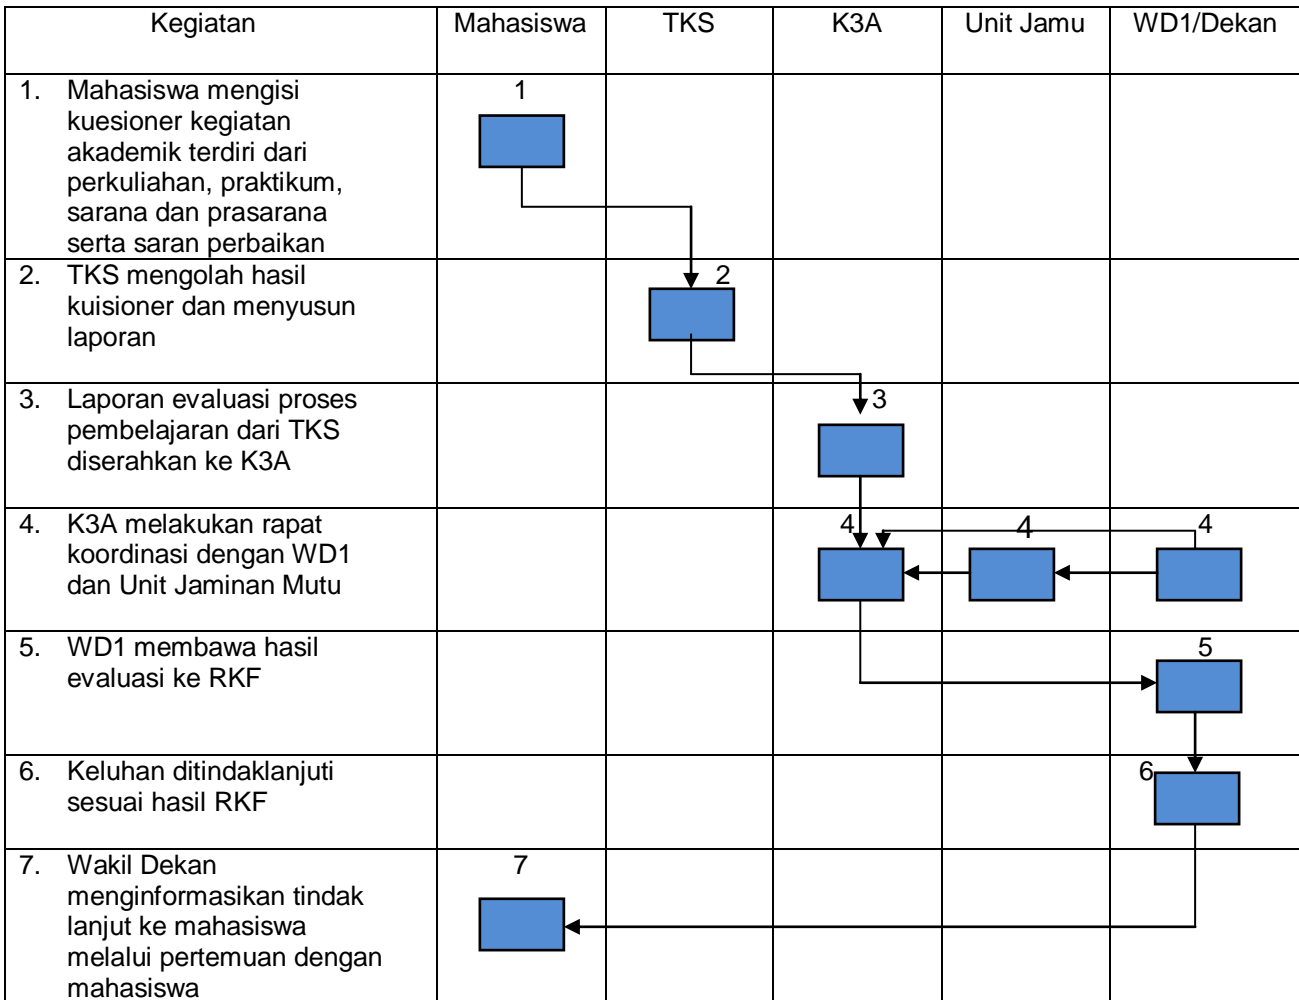 Kegiatan Mahasiswa TKS K3A Unit Jamu WD1/Dekan
1. Mahasiswa mengisi
kuesioner kegiatan
akademik terdiri dari
perkuliahan, praktikum,
sarana dan prasarana
serta saran perbaikan
1
2. TKS mengolah hasil
kuisioner dan menyusun
laporan
2
3. Laporan evaluasi proses
pembelajaran dari TKS
diserahkan ke K3A
3
4. K3A melakukan rapat
koordinasi dengan WD1
dan Unit Jaminan Mutu
4 4 4
5. WD1 membawa hasil
evaluasi ke RKF
5
6. Keluhan ditindaklanjuti
sesuai hasil RKF
6
7. Wakil Dekan
menginformasikan tindak
lanjut ke mahasiswa
melalui pertemuan dengan
mahasiswa
7